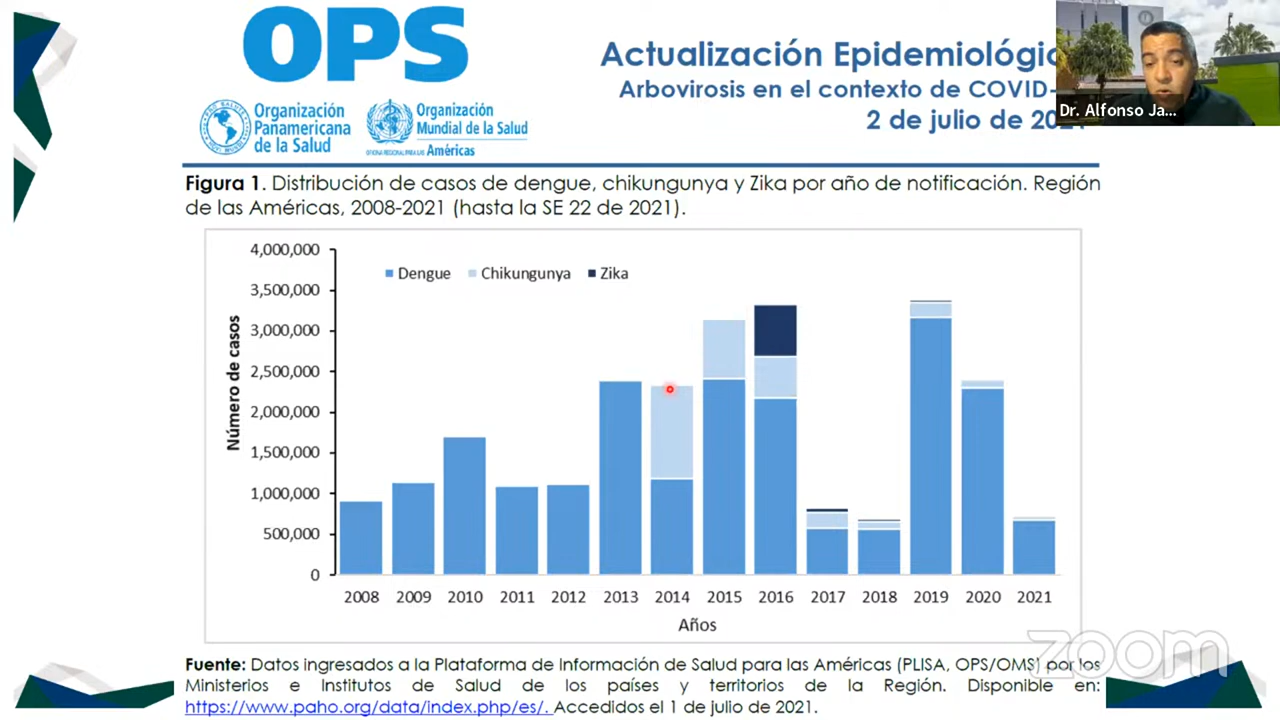 OPS
Organización
Panamericana
de la Salud
Organización
Mundial de la Salud
OFICINA REGIONAL PARA LAS Américas
Actualización Epidemiológic
Arbovirosis en el contexto de COVID-
2 de julio de 2021
Dr. Alfonso Ja...
Figura 1. Distribución de casos de dengue, chikungunya y Zika por año de notificación. Región
de las Américas, 2008-2021 (hasta la SE 22 de 2021).
4,000,000
3,500,000
3,000,000
2,500,000
2,000,000
1,500,000
1,000,000
500,000
0
Número de casos
Dengue Chikungunya Zika
2008 2009 2010 2011 2012 2013 2014 2015 2016 2017 2018 2019 2020 2021
Años
zoom
Fuente: Datos ingresados a la Plataforma de Información de Salud para las Américas (PLISA, OPS/OMS) por los
Ministerios e Institutos de Salud de los países y territorios de la Región. Disponible en:
https://www.paho.org/data/index.php/es/. Accedidos el 1 de julio de 2021.